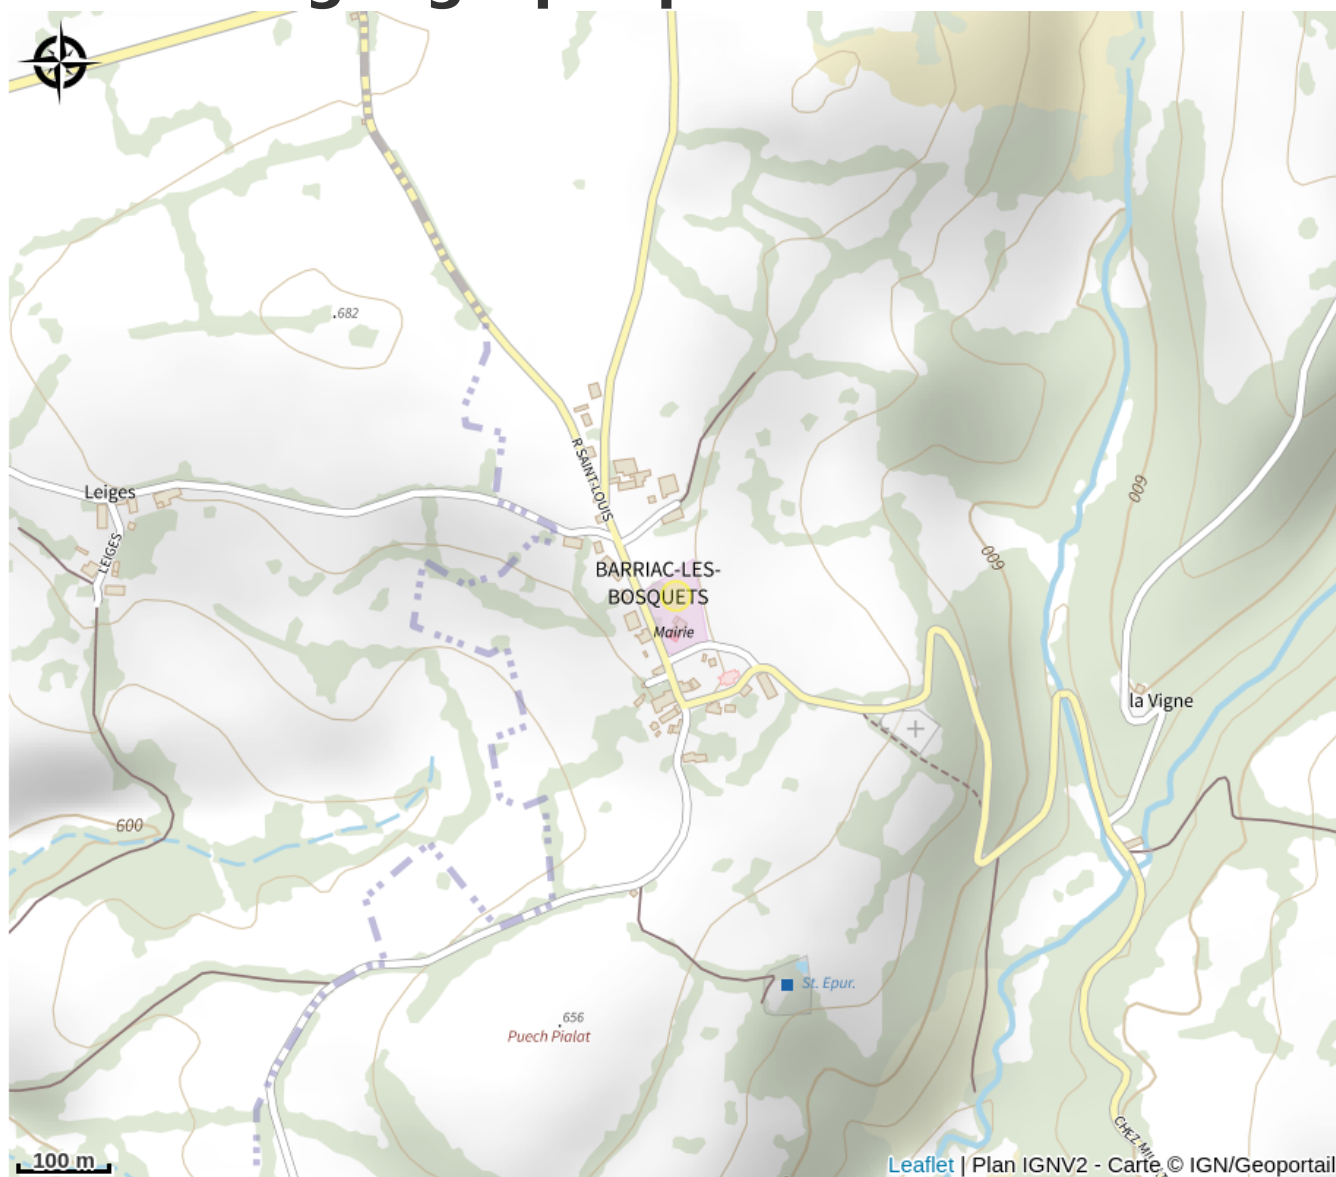 .682
R SAINT-LOUIS
Leiges
LEIGES
600
600
BARRIAC-LES-
BOSQUETS
Mairie
la Vigne
600
St. Epur.
656
Puech Pialat
100 m
Leaflet | Plan IGNV2 - Carte © IGN/Geoportail